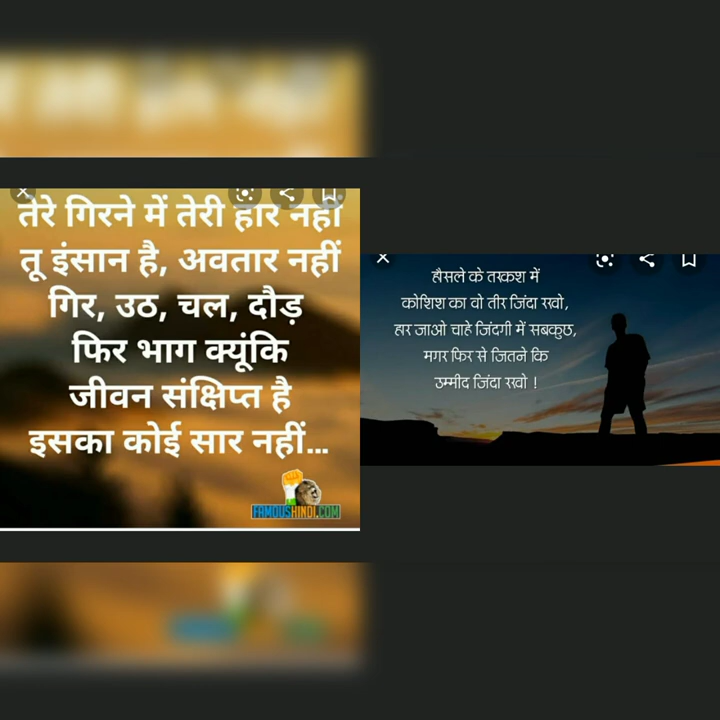 तेरे गिरने में तेरी हार नहीं
तू इंसान है, अवतार नहीं
गिर, उठ, चल, दौड़
फिर भाग क्यूंकि
जीवन संक्षिप्त है
इसका कोई सार नहीं...
FAMOUSHINDI.COM
हौसले के तरकश में
कोशिश का वो तीर जिंदा रखो,
हार जाओ चाहे जिंदगी में सबकुछ,
मगर फिर से जितने कि
उम्मीद जिंदा रखो !